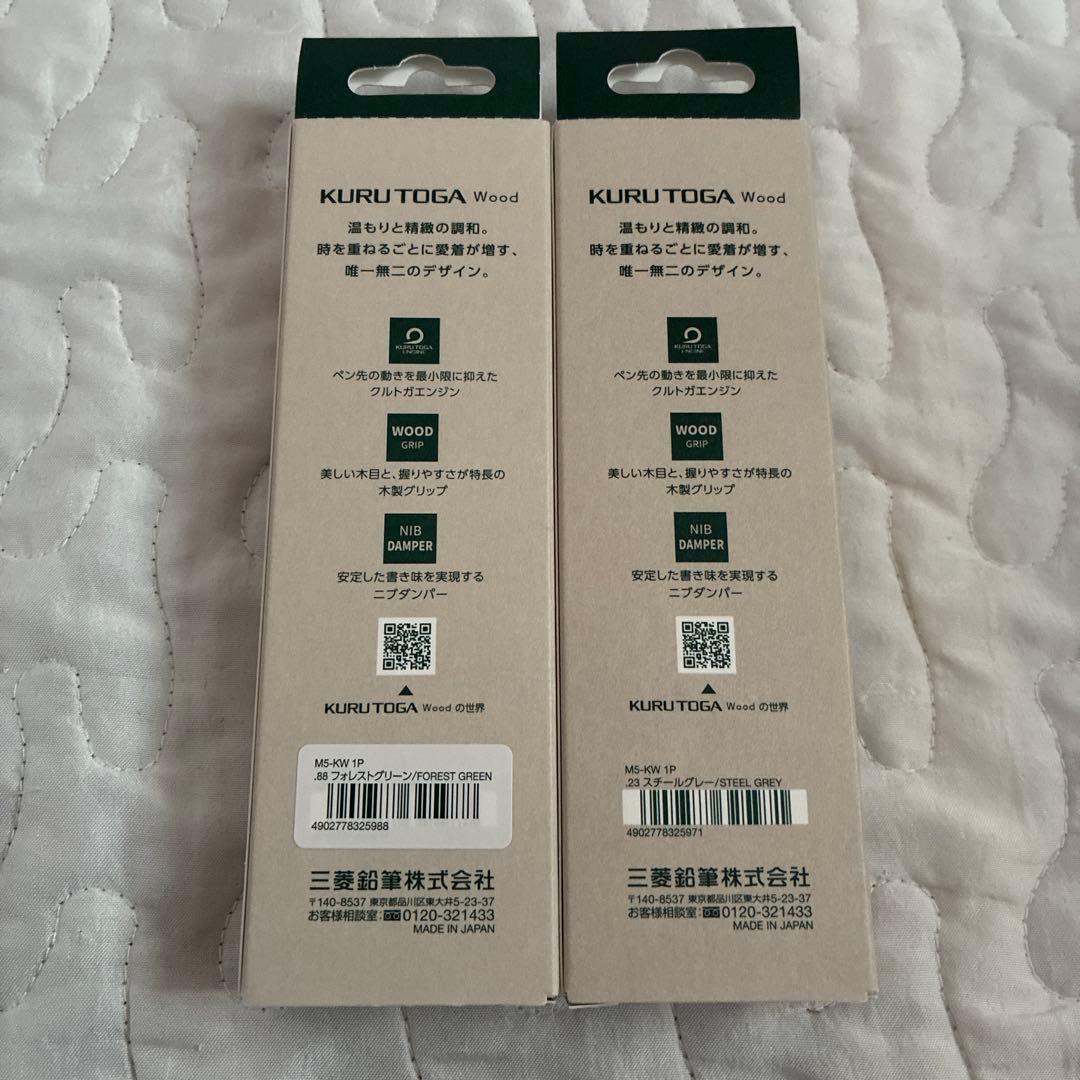 KURU TOGA Wood
温もりと精緻の調和。
時を重ねるごとに愛着が増す、
唯一無二のデザイン。
KURU TOGA
ENGINE
ペン先の動きを最小限に抑えた
クルトガエンジン
WOOD
GRIP
美しい木目と、握りやすさが特長の
木製グリップ
NIB
DAMPER
安定した書き味を実現する
ニブダンパー
KURU TOGA Wood の世界
M5-KW 1P
.88 フォレストグリーン/FOREST GREEN
4902778325988
三菱鉛筆株式会社
〒140-8537 東京都品川区東大井5-23-37
お客様相談室:0120-321433
MADE IN JAPAN
KURU TOGA Wood
温もりと精緻の調和。
時を重ねるごとに愛着が増す、
唯一無二のデザイン。
KURU TOGA
ENGINE
ペン先の動きを最小限に抑えた
クルトガエンジン
WOOD
GRIP
美しい木目と、握りやすさが特長の
木製グリップ
NIB
DAMPER
安定した書き味を実現する
ニブダンパー
KURU TOGA Wood の世界
M5-KW 1P
.23 スチールグレー/STEEL GREY
4902778325971
三菱鉛筆株式会社
〒140-8537 東京都品川区東大井5-23-37
お客様相談室:0120-321433
MADE IN JAPAN